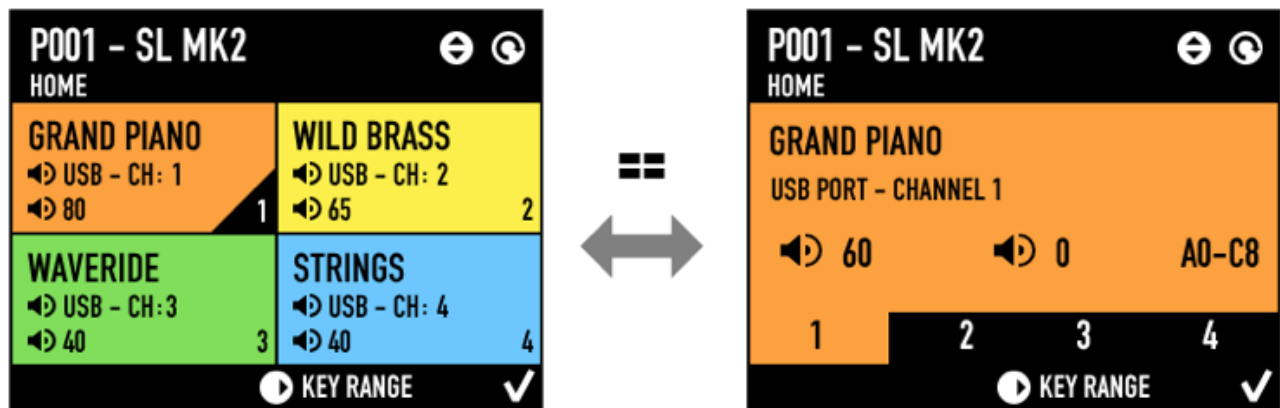 P001 - SL MK2
HOME
GRAND PIANO
USB - CH: 1
80
1
WILD BRASS
USB - CH: 2
65
2
WAVERIDE
USB - CH:3
40
3
STRINGS
USB - CH: 4
40
4
KEY RANGE
P001 - SL MK2
HOME
GRAND PIANO
USB PORT - CHANNEL 1
60 0 A0-C8
1 2 3 4
KEY RANGE